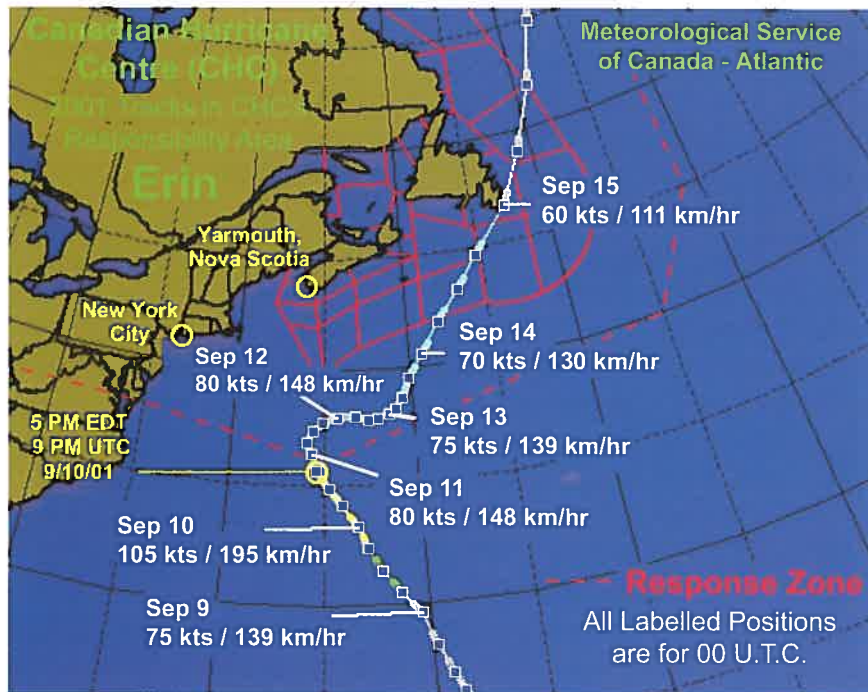 Canadian Hurricane
Centre (CHC)
2001 Tracks in CHC's
Responsibility Area
Erin
Meteorological Service
of Canada - Atlantic
Sep 15
60 kts / 111 km/hr
Yarmouth,
Nova Scotia
New York
City
Sep 12
80 kts / 148 km/hr
Sep 14
70 kts / 130 km/hr
5 PM EDT
9 PM UTC
9/10/01
Sep 13
75 kts / 139 km/hr
Sep 11
80 kts / 148 km/hr
Sep 10
105 kts / 195 km/hr
Sep 9
75 kts / 139 km/hr
Response Zone
All Labelled Positions
are for 00 U.T.C.